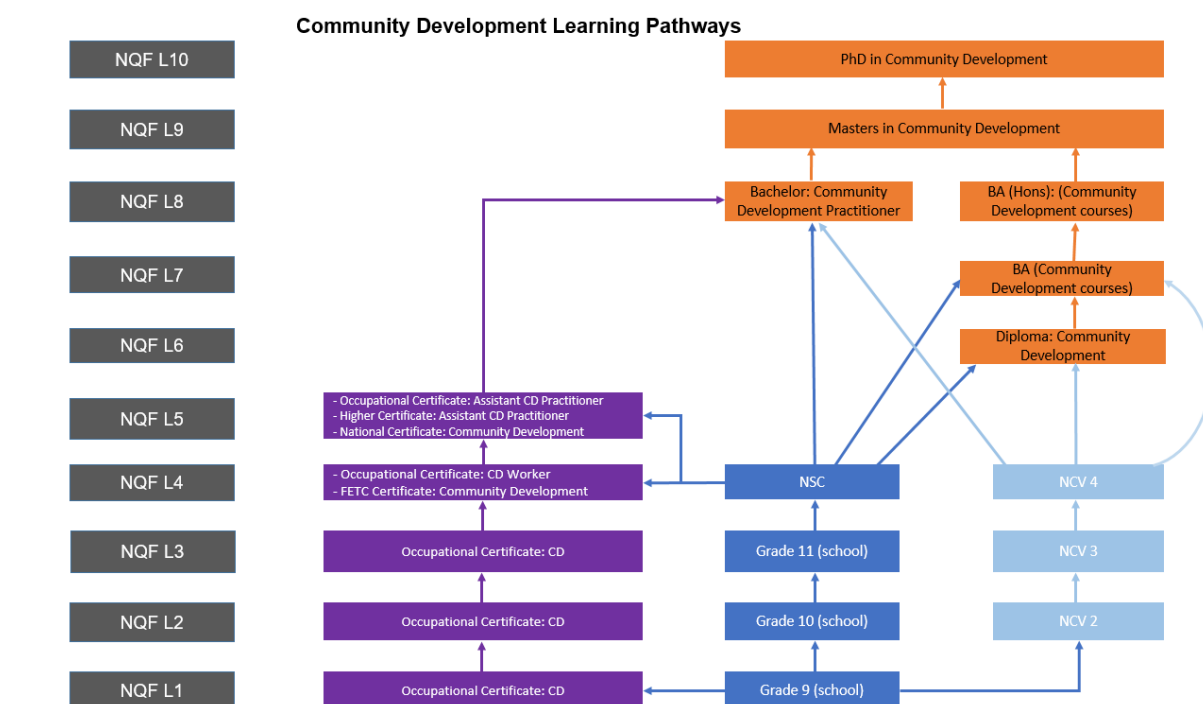 Community Development Learning Pathways
NQF L10
PhD in Community Development
NQF L9
Masters in Community Development
NQF L8
Bachelor: Community
Development Practitioner
BA (Hons): (Community
Development courses)
NQF L7
BA (Community
Development courses)
NQF L6
Diploma: Community
Development
NQF L5
- Occupational Certificate: Assistant CD Practitioner
- Higher Certificate: Assistant CD Practitioner
- National Certificate: Community Development
NQF L4
- Occupational Certificate: CD Worker
- FETC Certificate: Community Development
NSC
NCV 4
NQF L3
Occupational Certificate: CD
Grade 11 (school)
NCV 3
NQF L2
Occupational Certificate: CD
Grade 10 (school)
NCV 2
NQF L1
Occupational Certificate: CD
Grade 9 (school)